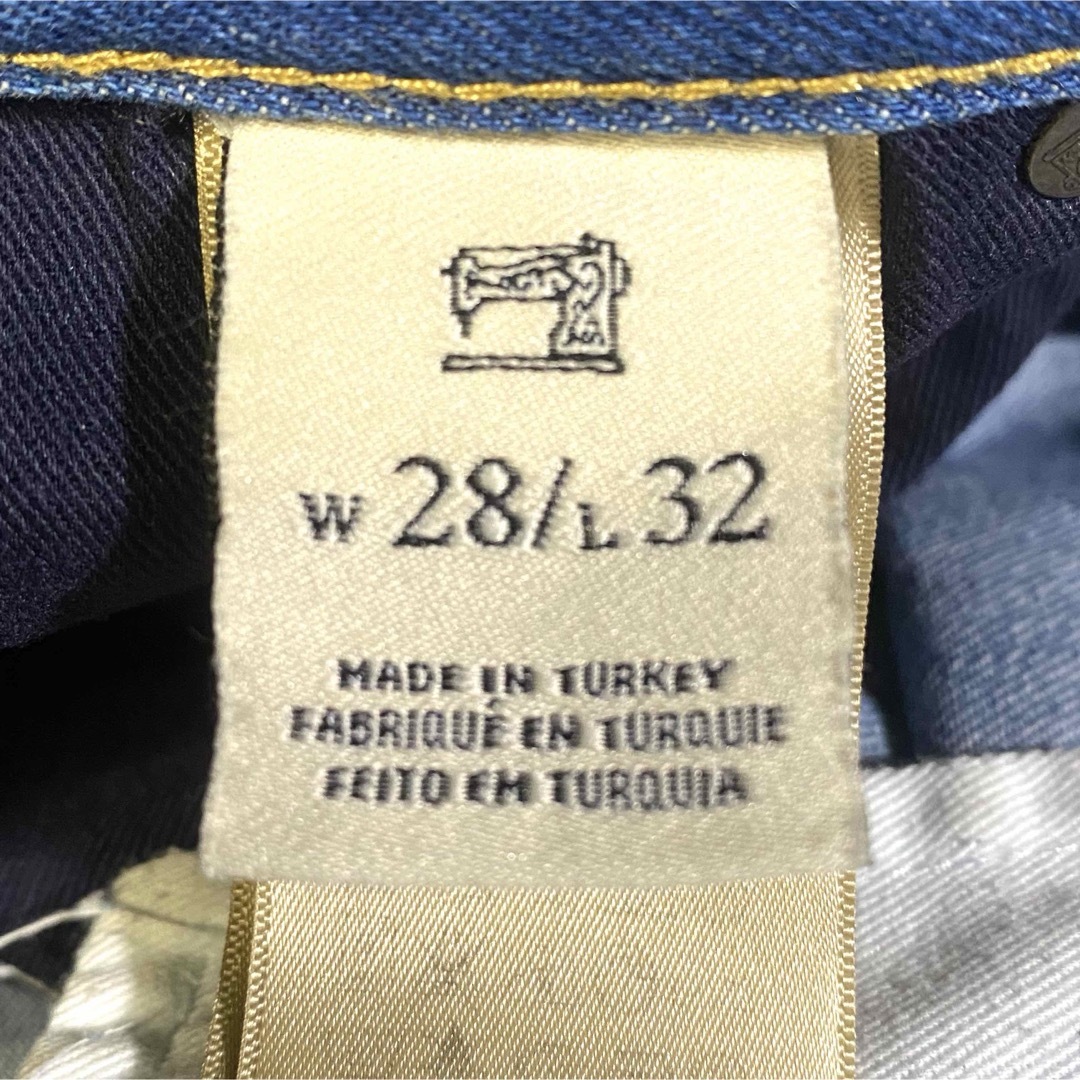 W 28/L 32
MADE IN TURKEY
FABRIQUÉ EN TURQUIE
FEITO EM TURQUIA